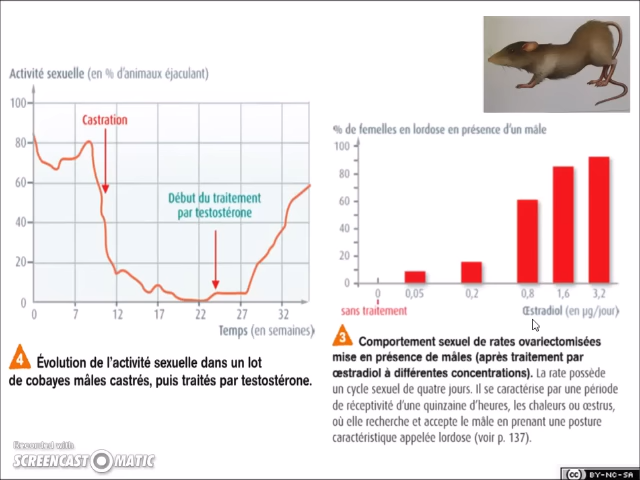 Activité sexuelle (en % d'animaux éjaculant)
100
80
60
40
20
0
Castration
Début du traitement
par testostérone
0 7 12 17 22 27 32
Temps (en semaines)
4 Évolution de l'activité sexuelle dans un lot
de cobayes mâles castrés, puis traités par testostérone.
% de femelles en lordose en présence d'un mâle
100
80
60
40
20
0
0 0,05 0,2 0,8 1,6 3,2
sans traitement
Œstradiol (en µg/jour)
3 Comportement sexuel de rates ovariectomisées
mise en présence de mâles (après traitement par
œstradiol à différentes concentrations). La rate possède
un cycle sexuel de quatre jours. Il se caractérise par une période
de réceptivité d'une quinzaine d'heures, les chaleurs ou œstrus,
où elle recherche et accepte le mâle en prenant une posture
caractéristique appelée lordose (voir p. 137).
Recorded with
SCREENCAST MATIC
cc BY-NC-SA